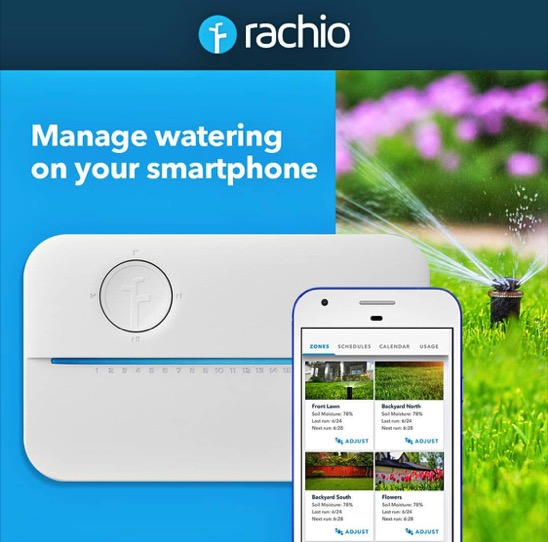 rachio
Manage watering
on your smartphone
1 2 3 4 5 6 7 8 9 10 11 12 13 14 15
ZONES SCHEDULES CALENDAR USAGE
Front Lawn
Soil Moisture: 78%
Last run: 6/24
Next run: 6/28
ADJUST
Backyard North
Soil Moisture: 78%
Last run: 6/24
Next run: 6/28
ADJUST
Backyard South
Soil Moisture: 78%
Last run: 6/24
Next run: 6/28
ADJUST
Flowers
Soil Moisture: 78%
Last run: 6/24
Next run: 6/28
ADJUST